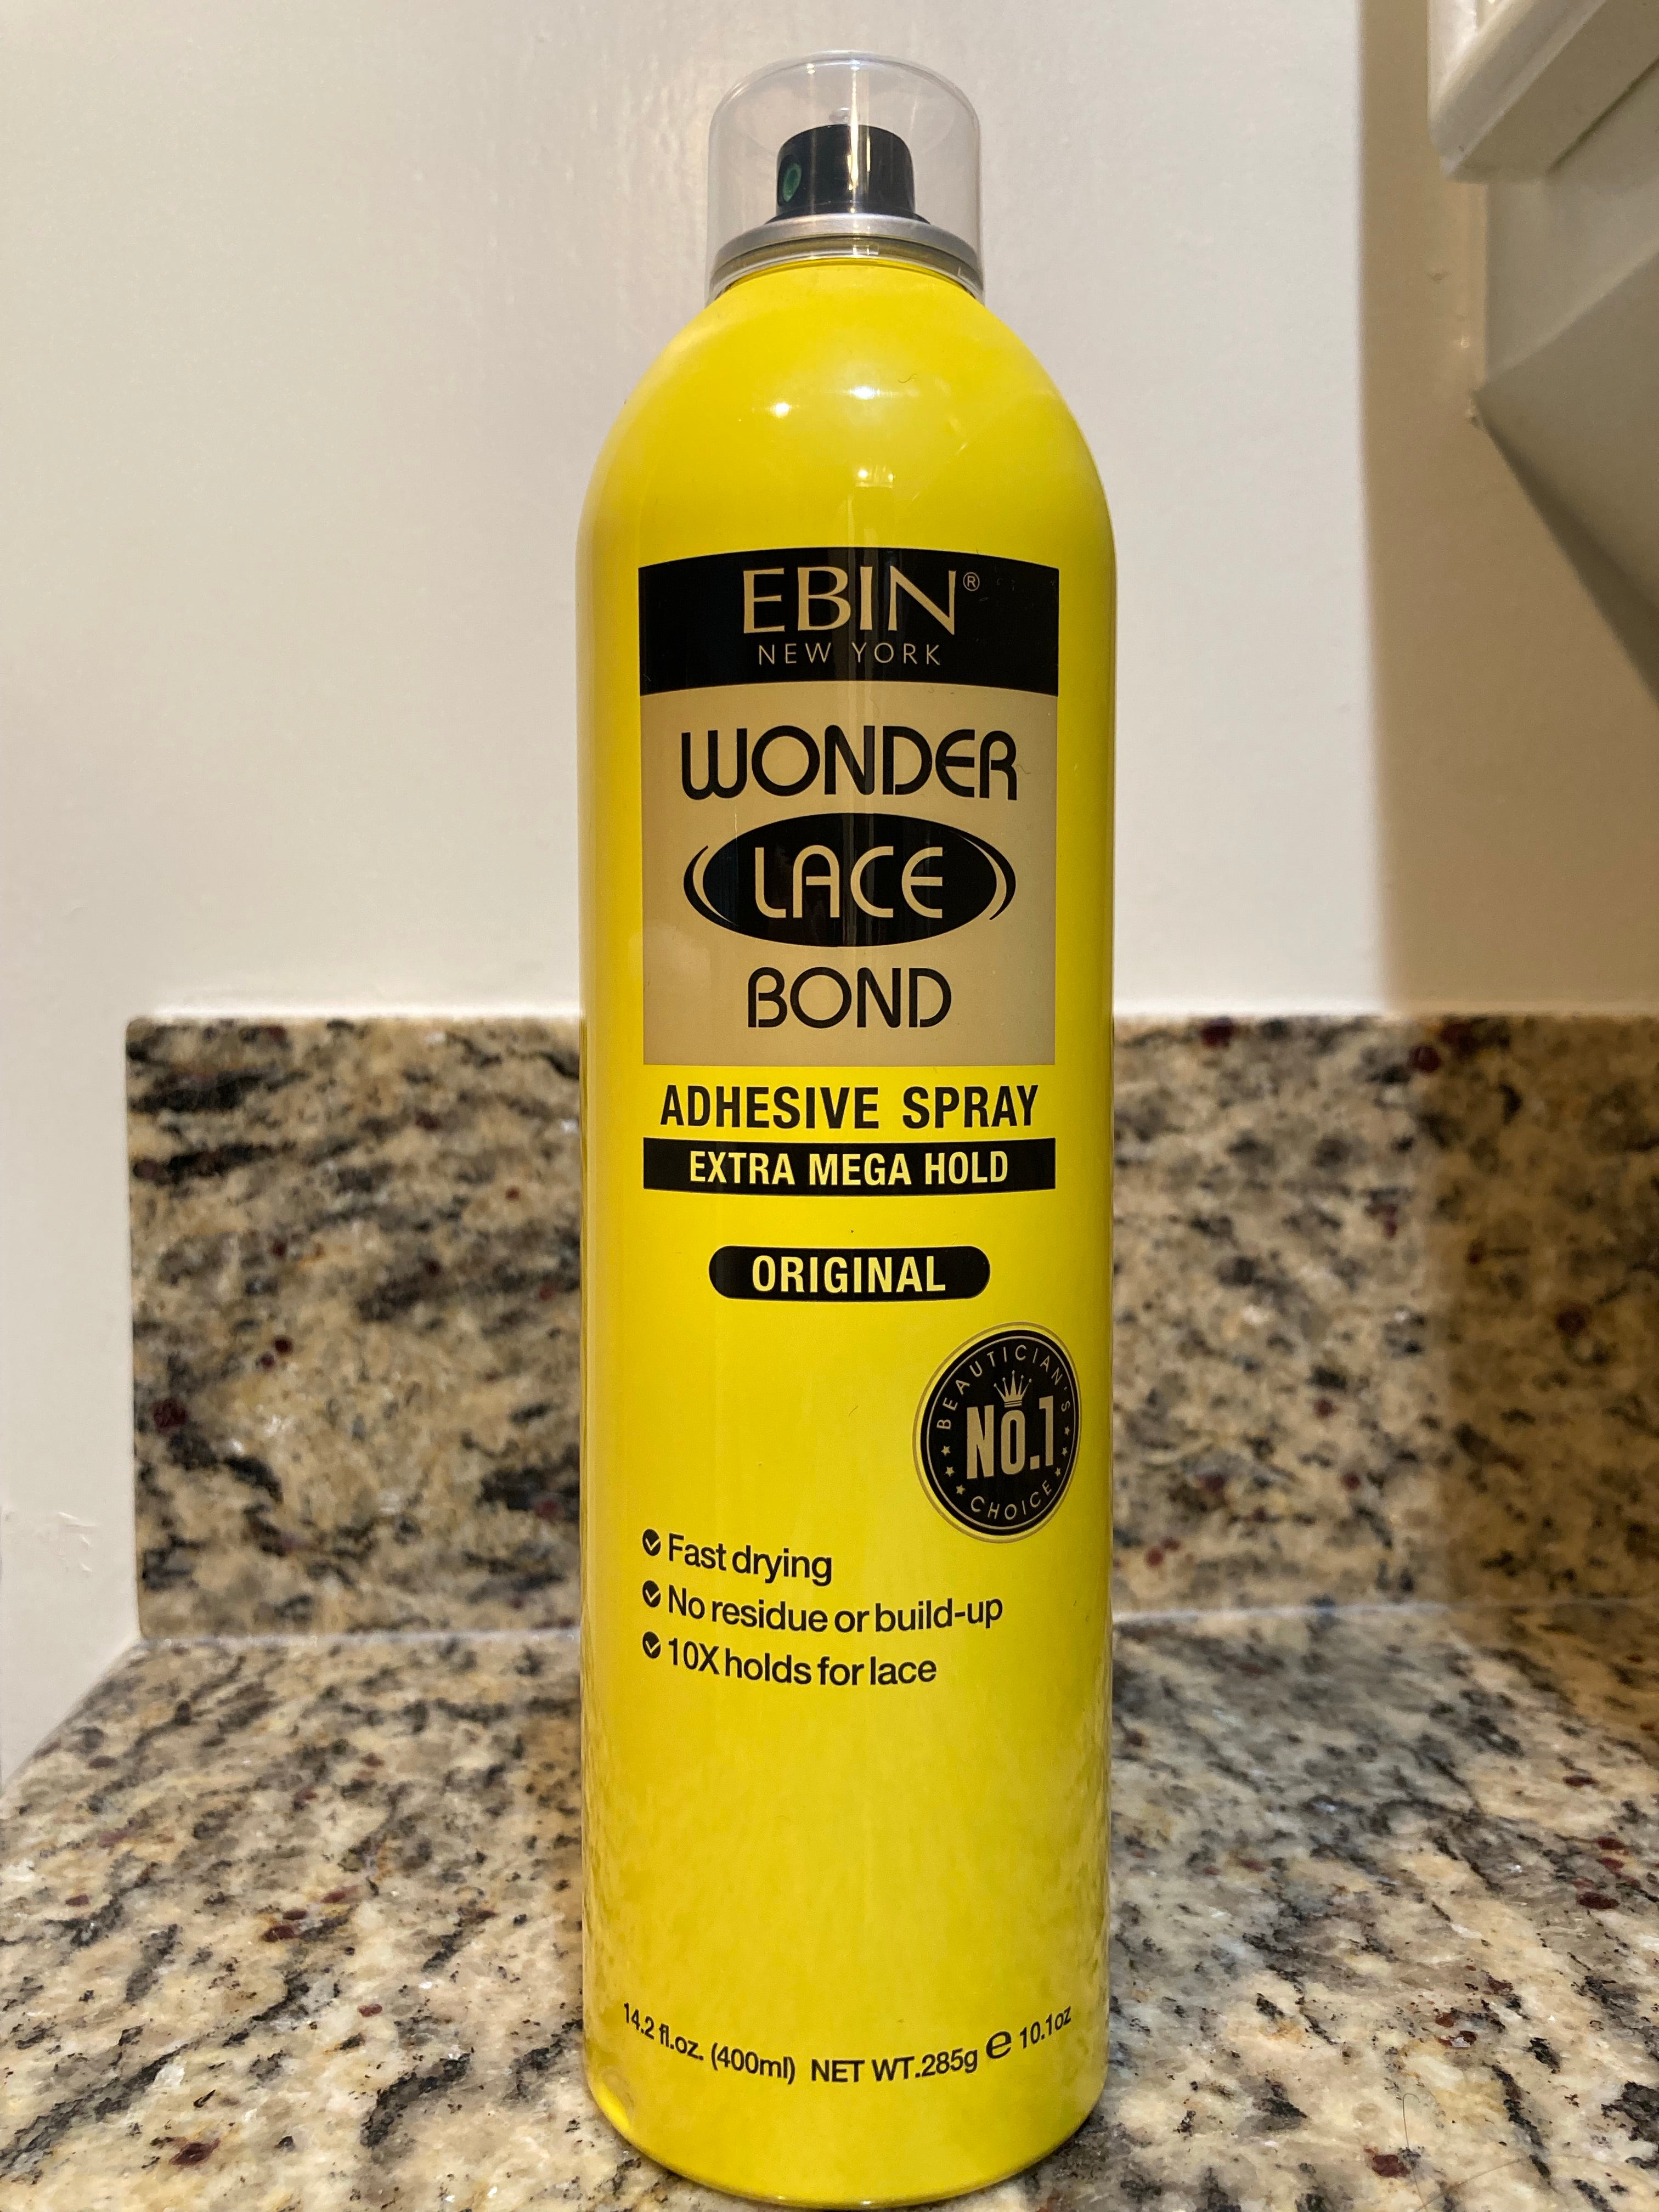 EBIN®
NEW YORK
WONDER
LACE
BOND
ADHESIVE SPRAY
EXTRA MEGA HOLD
ORIGINAL
BEAUTICIAN'S
NO.1
CHOICE
Fast drying
No residue or build-up
10X holds for lace
14.2 fl.oz. (400ml) NET WT.285g e 10.1oz